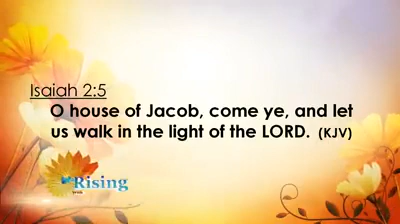 Isaiah 2:5
O house of Jacob, come ye, and let
us walk in the light of the LORD. (KJV)
Rising